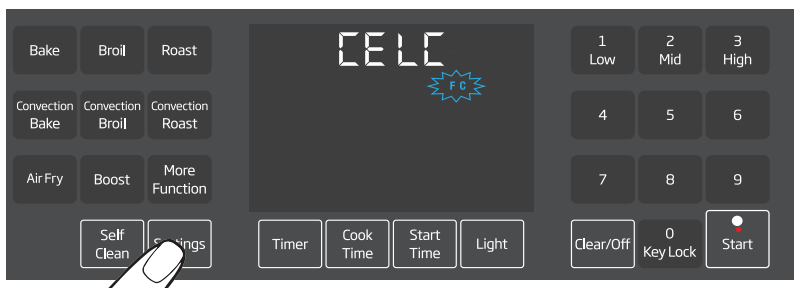 Bake
Broil
Roast
Convection
Bake
Convection
Broil
Convection
Roast
Air Fry
Boost
More
Function
Self
Clean
Settings
CELC
F C
Timer
Cook
Time
Start
Time
Light
1
Low
2
Mid
3
High
4
5
6
7
8
9
Clear/Off
0
Key Lock
Start